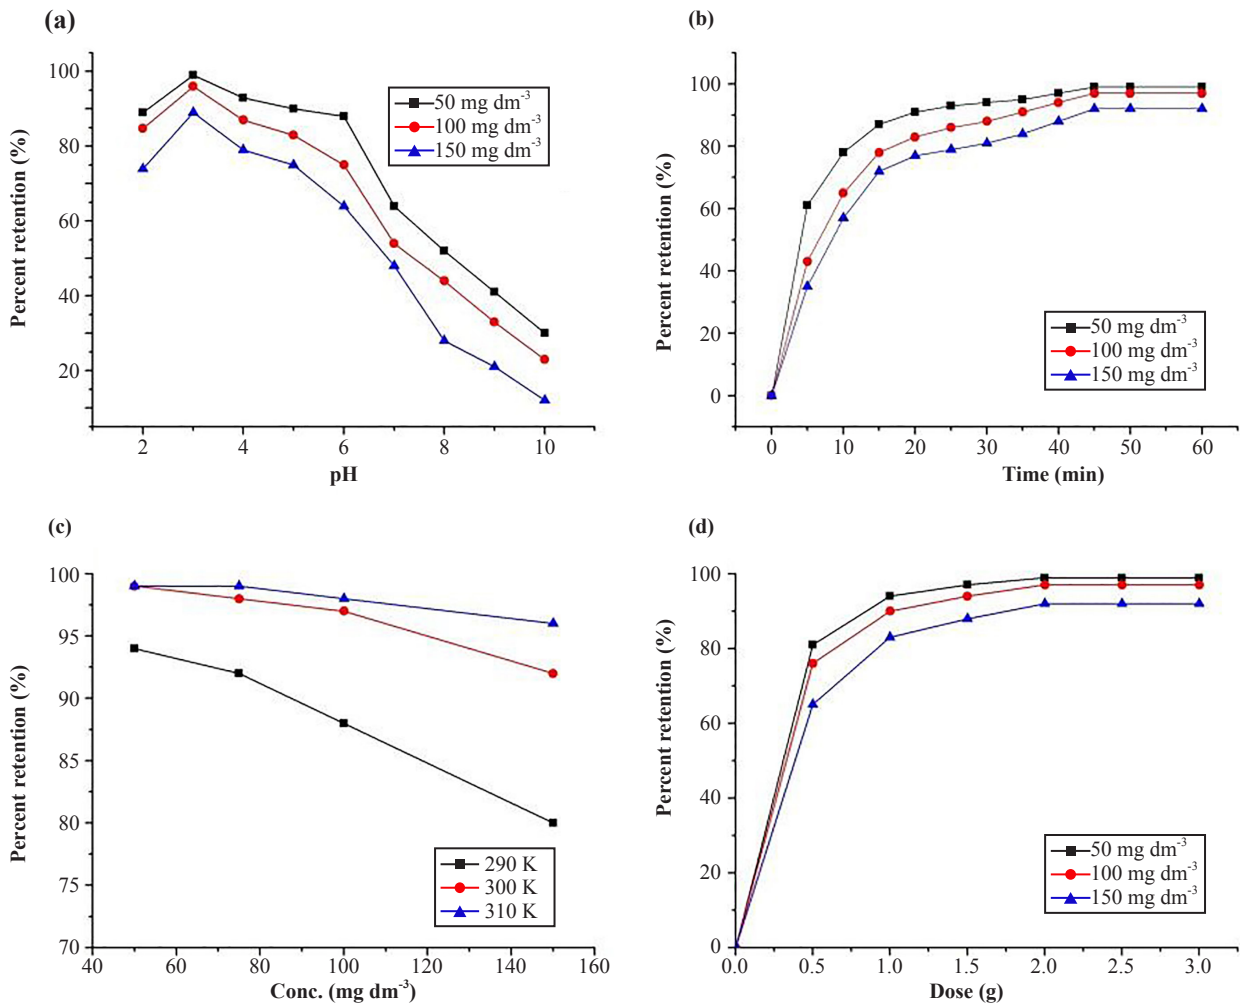 (a)
Percent retention (%)
100
80
60
40
20
50 mg dm⁻³
100 mg dm⁻³
150 mg dm⁻³
2 4 6 8 10
pH
(b)
Percent retention (%)
100
80
60
40
20
0
50 mg dm⁻³
100 mg dm⁻³
150 mg dm⁻³
0 10 20 30 40 50 60
Time (min)
(c)
Percent retention (%)
100
95
90
85
80
75
70
290 K
300 K
310 K
40 60 80 100 120 140 160
Conc. (mg dm⁻³)
(d)
Percent retention (%)
100
80
60
40
20
0
50 mg dm⁻³
100 mg dm⁻³
150 mg dm⁻³
0.0 0.5 1.0 1.5 2.0 2.5 3.0
Dose (g)